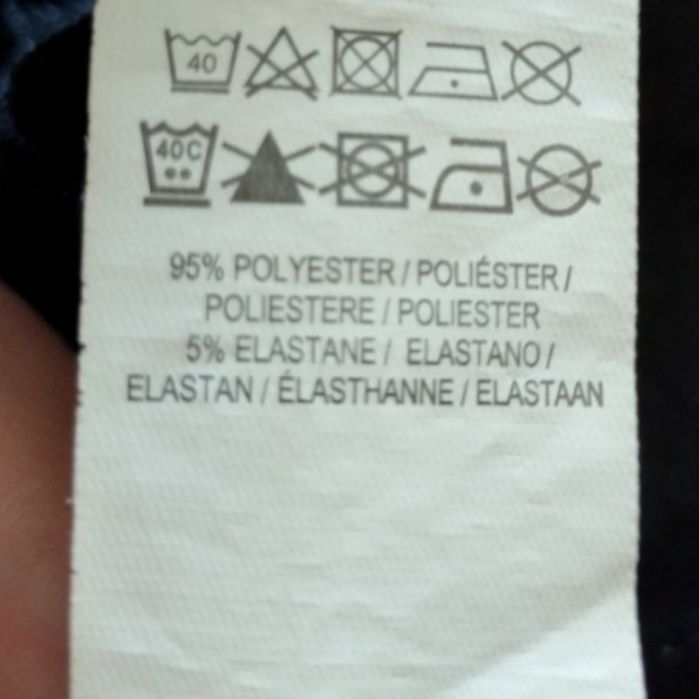 40
40C
95% POLYESTER / POLIÉSTER /
POLIESTERE / POLIESTER
5% ELASTANE / ELASTANO /
ELASTAN / ÉLASTHANNE / ELASTAAN